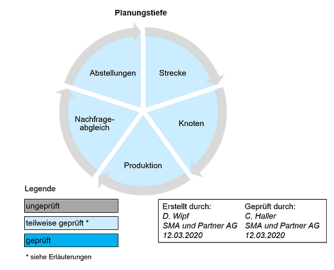 Planungstiefe
Abstellungen
Strecke
Nachfrage-
abgleich
Knoten
Produktion
Legende
ungeprüft
teilweise geprüft *
geprüft
* siehe Erläuterungen
Erstellt durch:
D. Wipf
SMA und Partner AG
12.03.2020
Geprüft durch:
C. Haller
SMA und Partner AG
12.03.2020